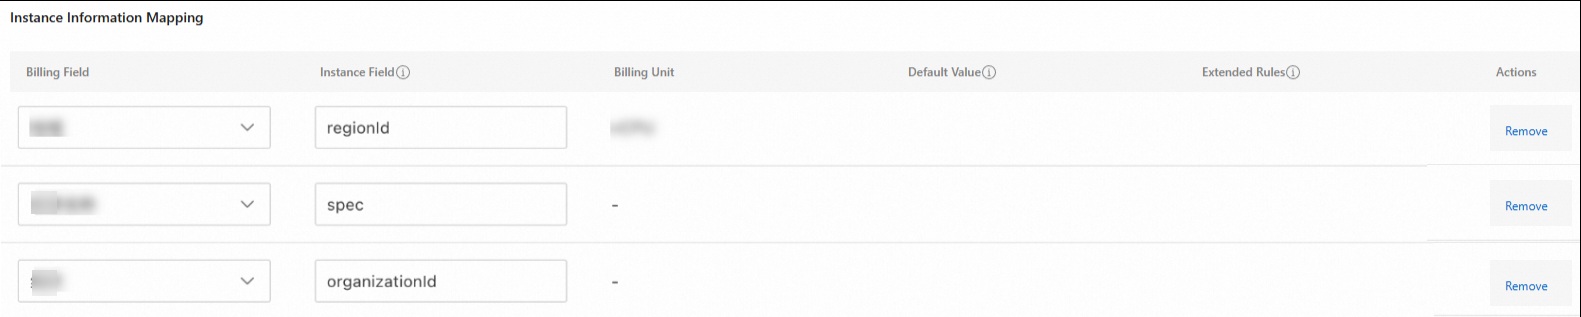 Instance Information Mapping
Billing Field Instance Field Billing Unit Default Value Extended Rules Actions
regionId Remove
spec - Remove
organizationId - Remove